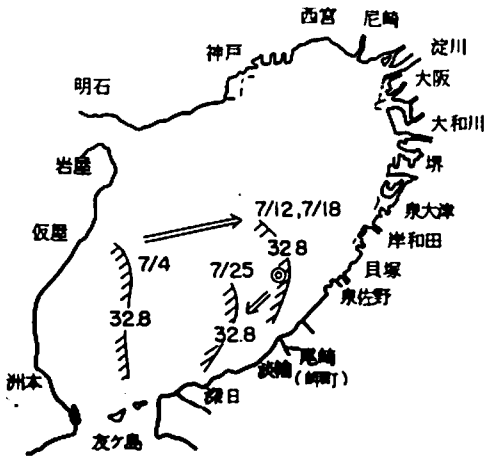 西宮
尼崎
淀川
神戸
大阪
明石
大和川
岩屋
堺
7/12,7/18
泉大津
仮屋
岸和田
7/4
7/25
32.8
貝塚
泉佐野
32.8
32.8
尾崎
淡輪
(岬町)
洲本
深日
友ケ島